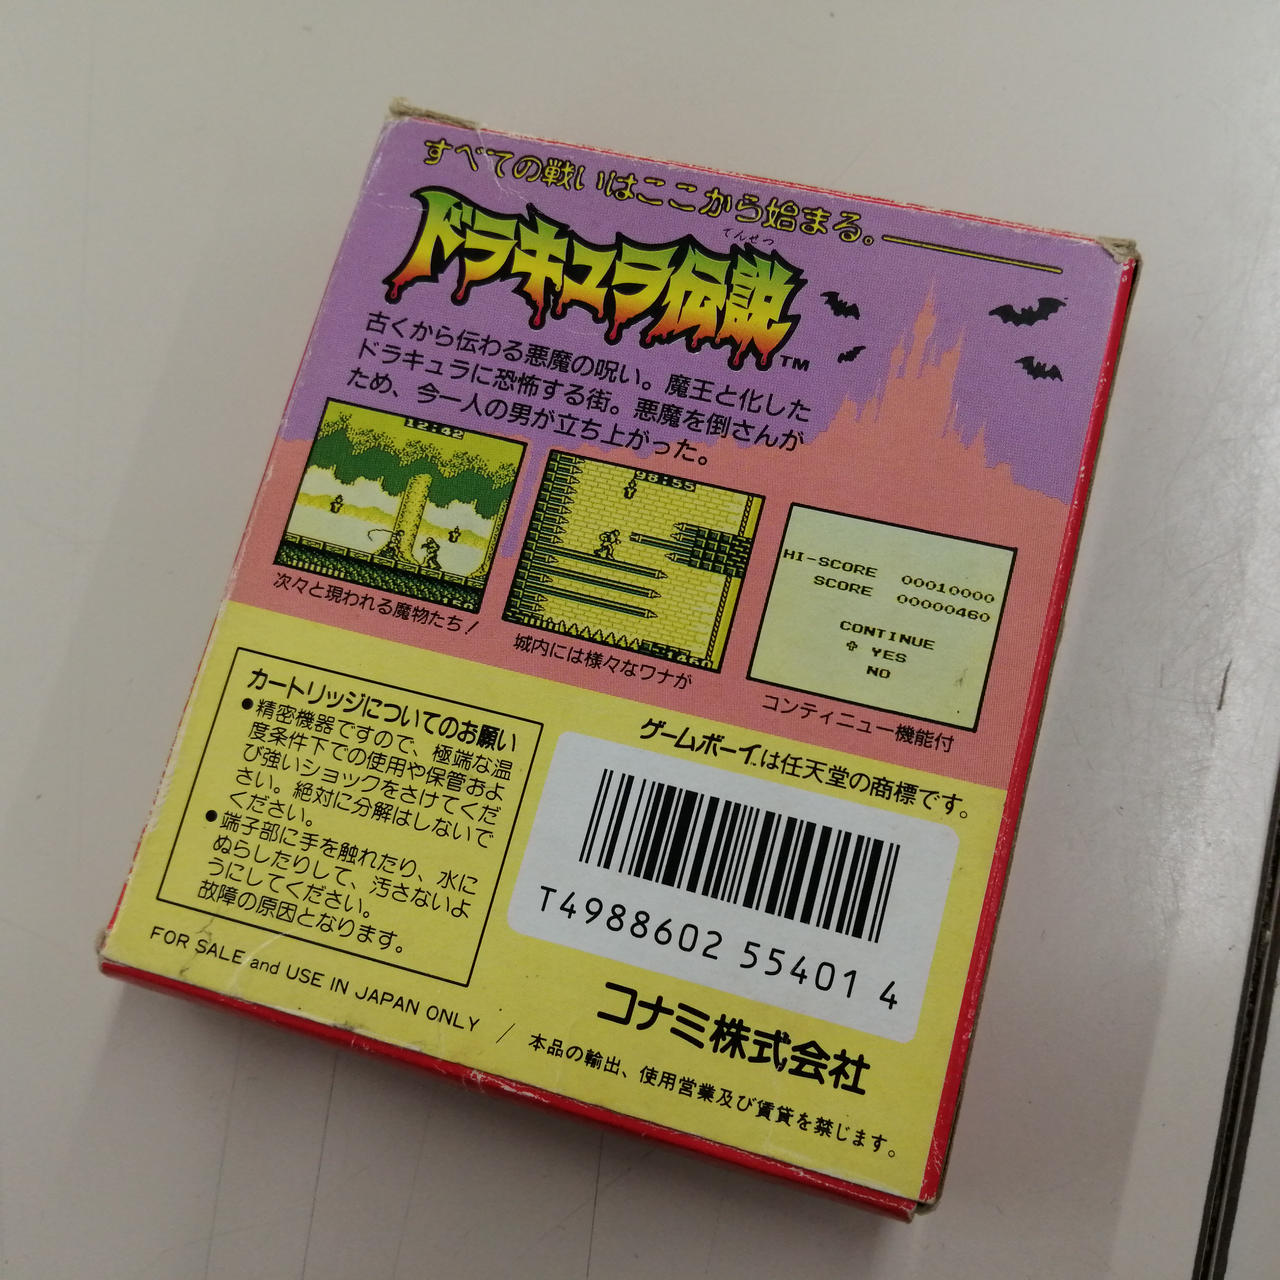 すべての戦いはここから始まる。
てんせつ
ドラキュラ伝説
TM
古くから伝わる悪魔の呪い。魔王と化した
ドラキュラに恐怖する街。悪魔を倒さんが
ため、今一人の男が立ち上がった。
12:42
次々と現われる魔物たち！
98:55
1460
城内には様々なワナが
HI-SCORE 00010000
SCORE 00000460
CONTINUE
YES
NO
コンティニュー機能付
カートリッジについてのお願い
●精密機器ですので、極端な温
度条件下での使用や保管およ
び強いショックをさけてくだ
さい。絶対に分解はしないで
ください。
●端子部に手を触れたり、水に
ぬらしたりして、汚さないよ
うにしてください。
故障の原因となります。
ゲームボーイは任天堂の商標です。
T4988602 55401 4
コナミ株式会社
FOR SALE and USE IN JAPAN ONLY / 本品の輸出、使用営業及び賃貸を禁じます。